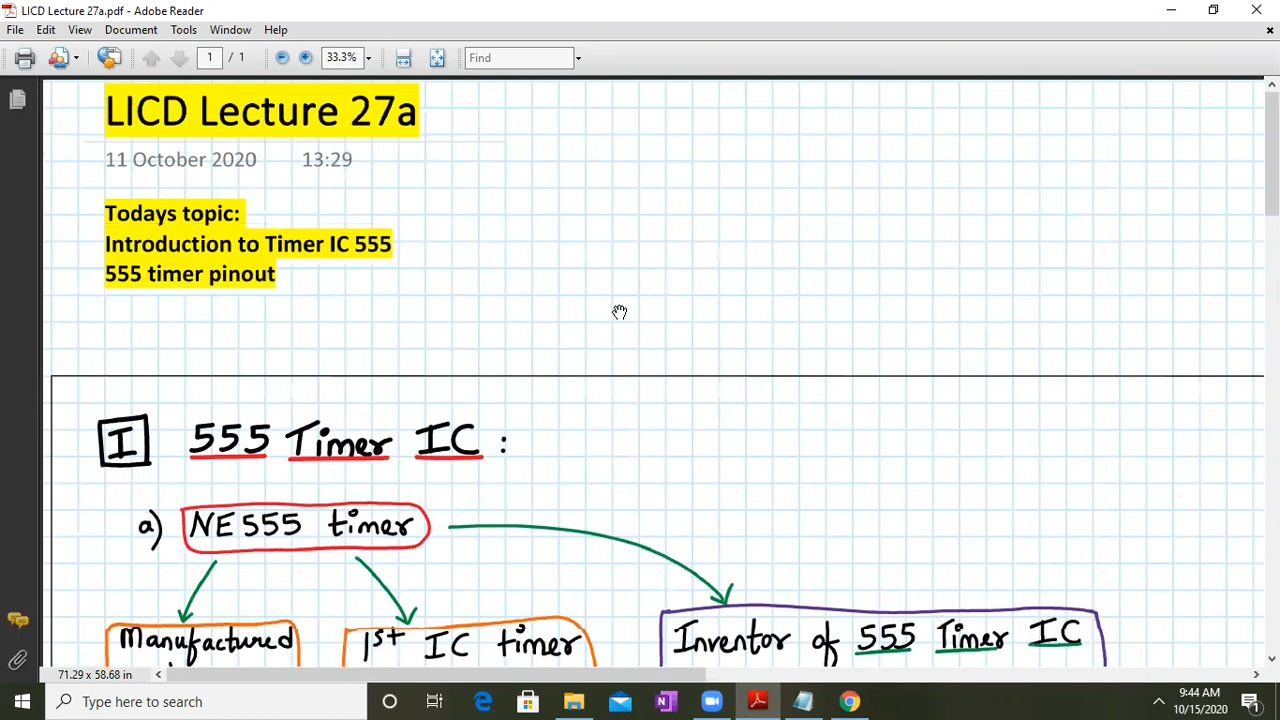 LICD Lecture 27a.pdf - Adobe Reader
File Edit View Document Tools Window Help
1 / 1 33.3% Find
LICD Lecture 27a
11 October 2020 13:29
Todays topic:
Introduction to Timer IC 555
555 timer pinout
I 555 Timer IC :
a) NE555 timer
Manufactured
1st IC timer
Inventor of 555 Timer IC
71.29 x 58.68 in
Type here to search
9:44 AM
10/15/2020